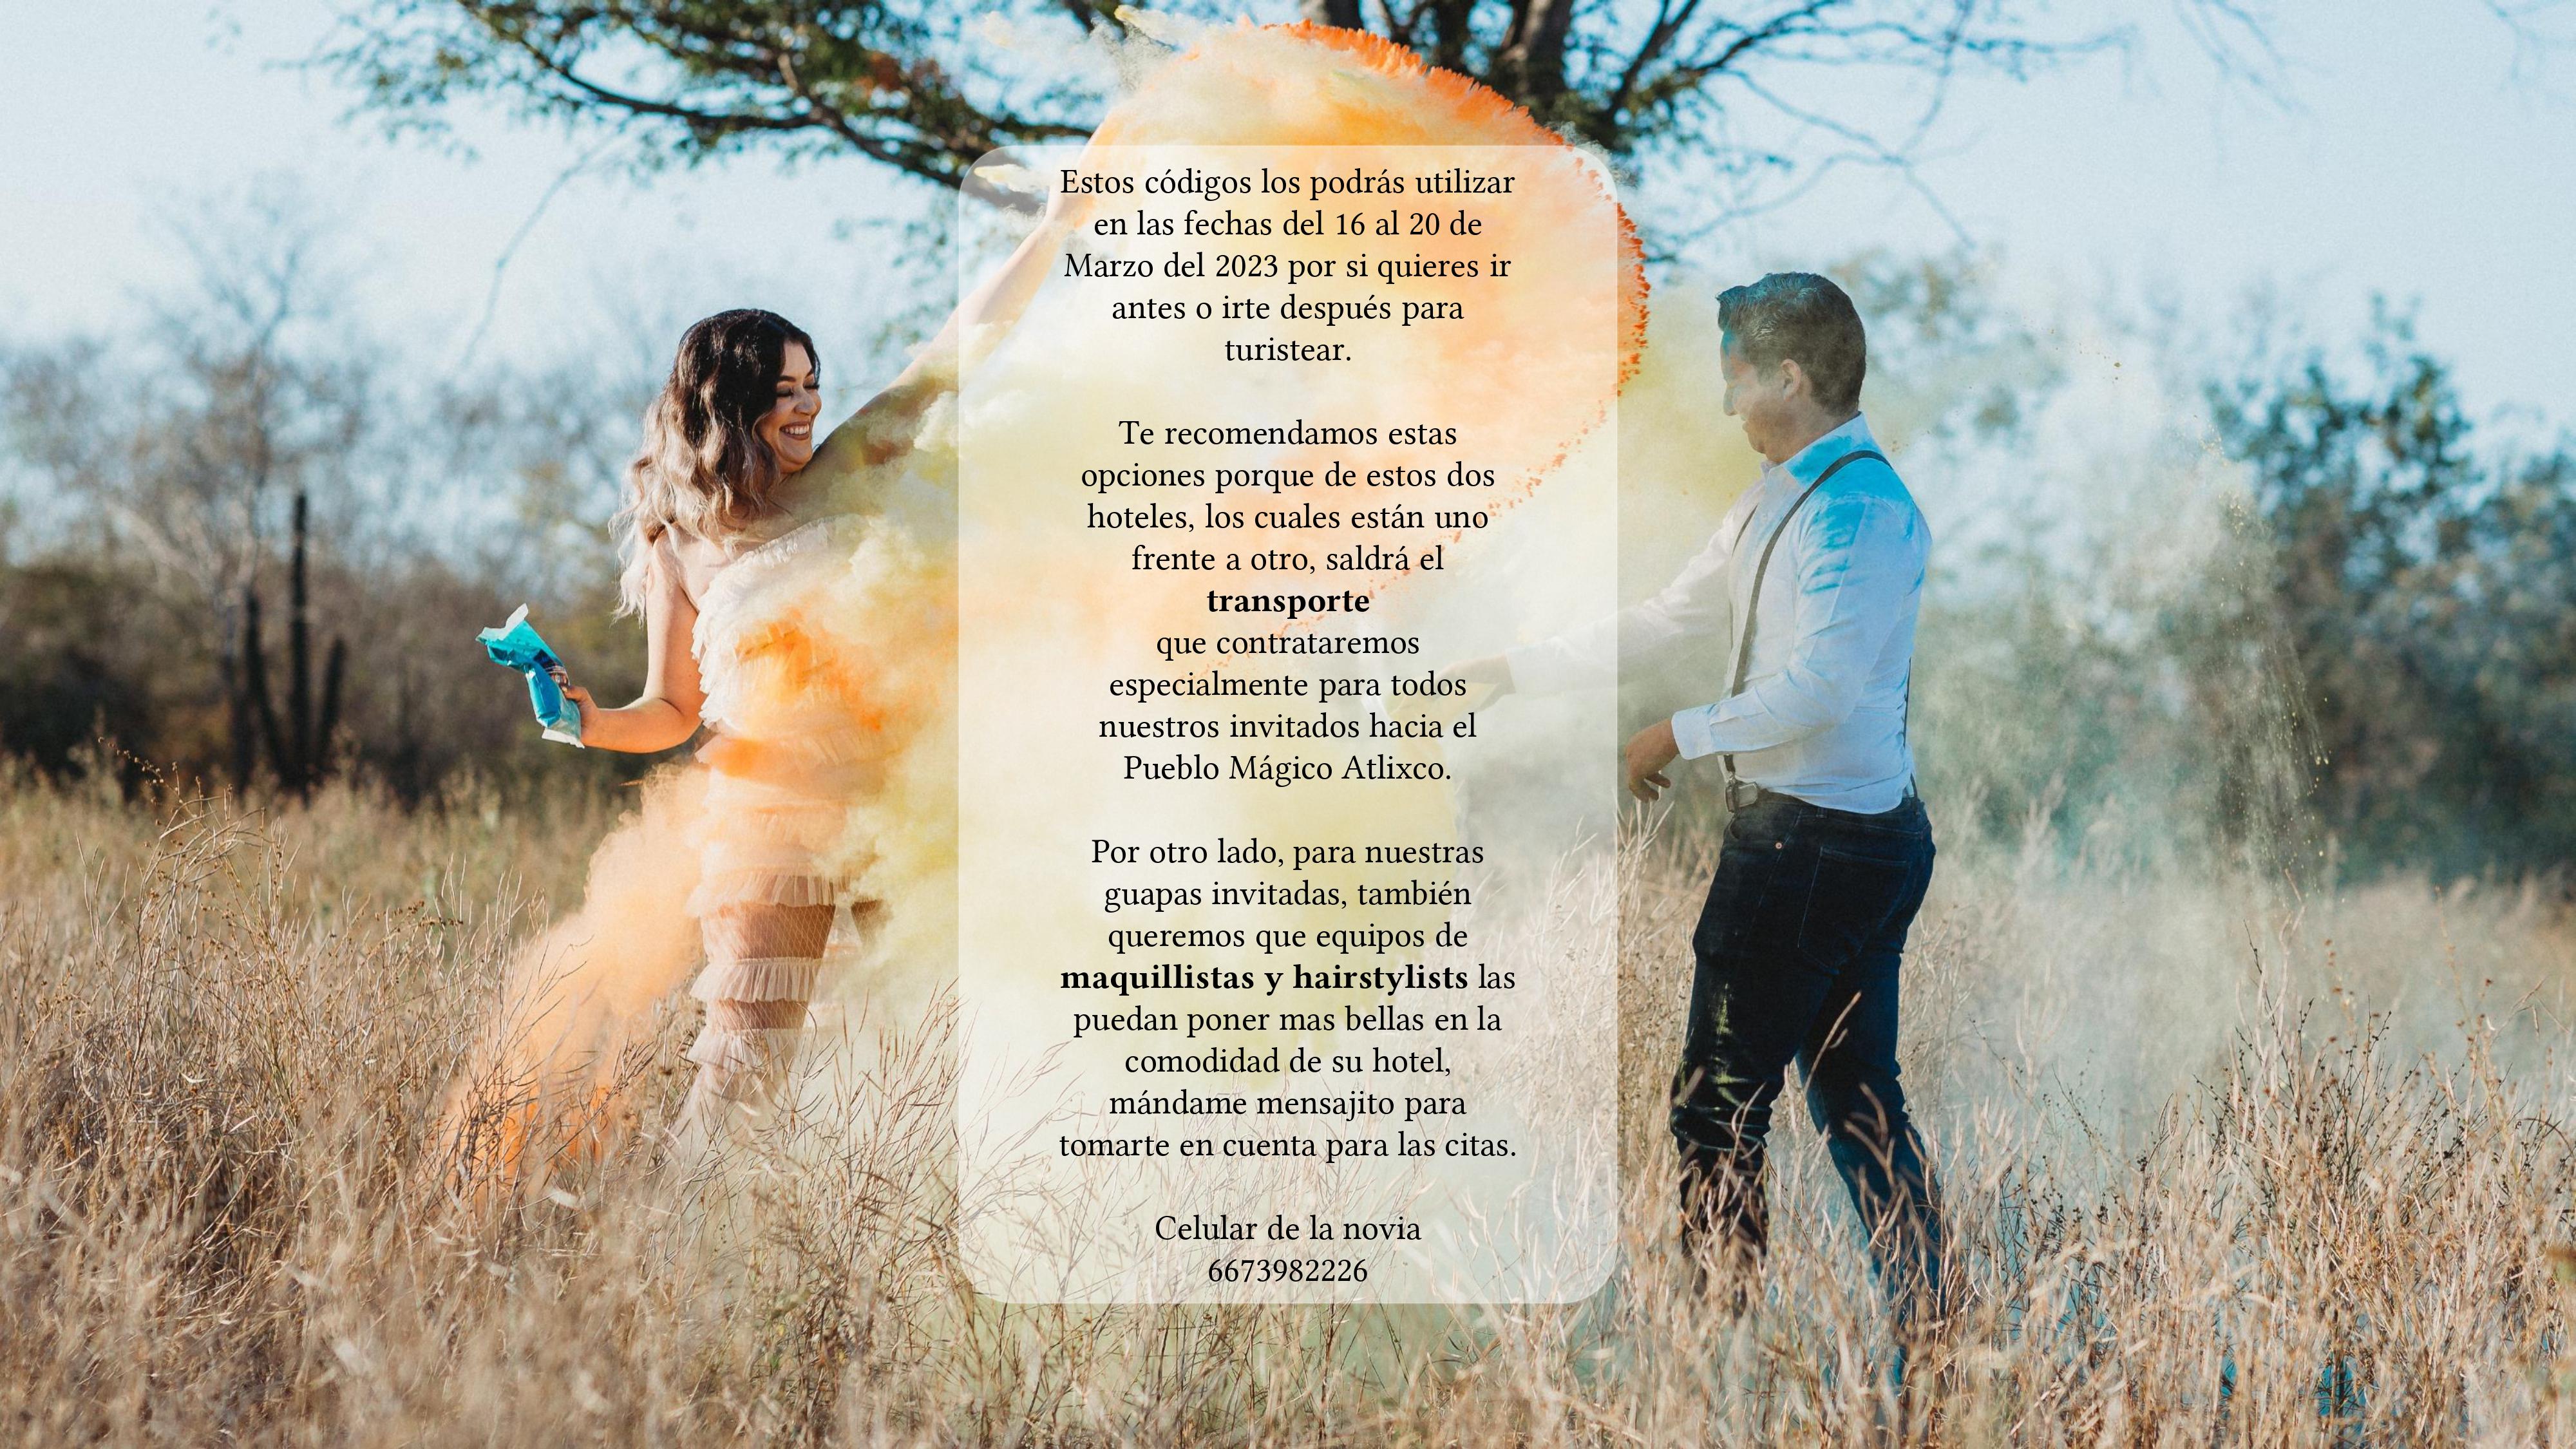 Estos códigos los podrás utilizar
en las fechas del 16 al 20 de
Marzo del 2023 por si quieres ir
antes o irte después para
turistear.
Te recomendamos estas
opciones porque de estos dos
hoteles, los cuales están uno
frente a otro, saldrá el
transporte
que contrataremos
especialmente para todos
nuestros invitados hacia el
Pueblo Mágico Atlixco.
Por otro lado, para nuestras
guapas invitadas, también
queremos que equipos de
maquillistas y hairstylists las
puedan poner mas bellas en la
comodidad de su hotel,
mándame mensajito para
tomarte en cuenta para las citas.
Celular de la novia
6673982226